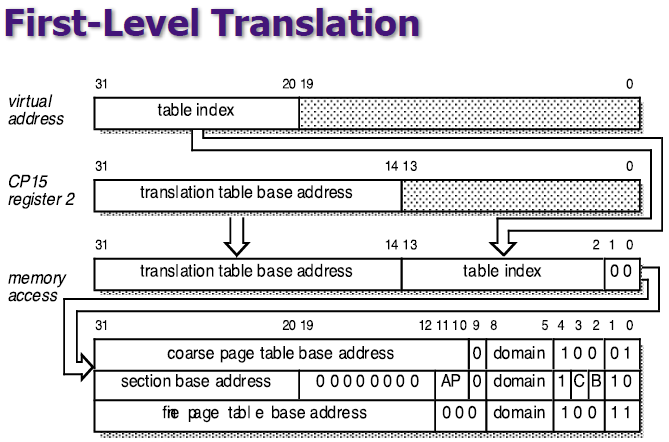 First-Level Translation
31 20 19 0
virtual address table index
31 14 13 0
CP15 register 2 translation table base address
31 14 13 2 1 0
memory access translation table base address table index 0 0
31 20 19 12 11 10 9 8 5 4 3 2 1 0
coarse page table base address 0 domain 1 0 0 0 1
section base address 0 0 0 0 0 0 0 0 AP 0 domain 1 C B 1 0
fine page table base address 0 0 0 domain 1 0 0 1 1